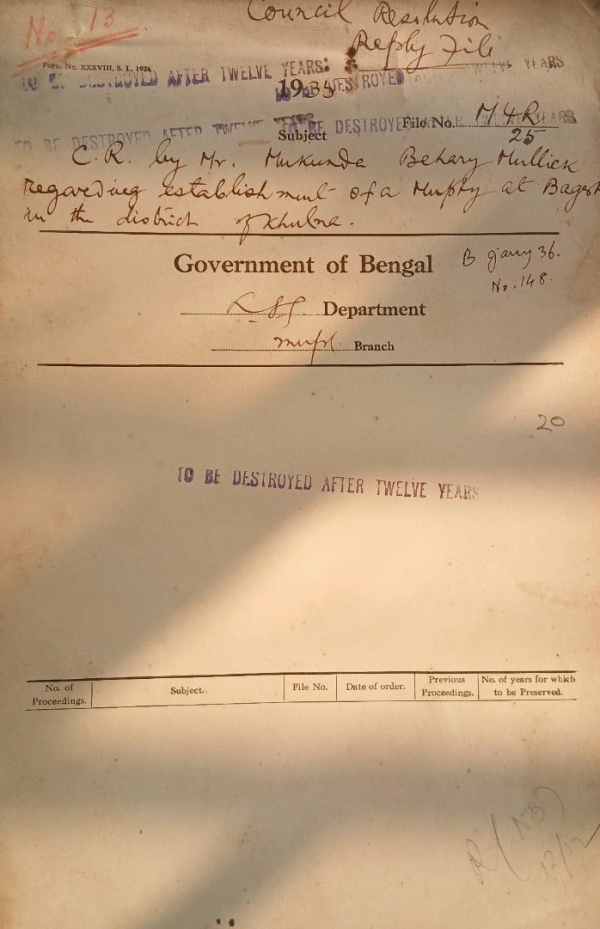 No. 13
Council Resolution
Reply File
Form No. XXXVIII, S. L., 1924.
TO BE DESTROYED AFTER TWELVE YEARS
1935
TO BE DESTROYED AFTER TWELVE YEARS
Subject
File No. M 4R
25
C.R. by Mr. Mukunda Behary Mullick
regarding establishment of a Muphy at
in the district of Khulna.
Government of Bengal
B Jany 36.
No. 148.
Department
Branch
20
TO BE DESTROYED AFTER TWELVE YEARS
No. of Proceedings.
Subject.
File No.
Date of order.
Previous Proceedings.
No. of years for which to be Preserved.